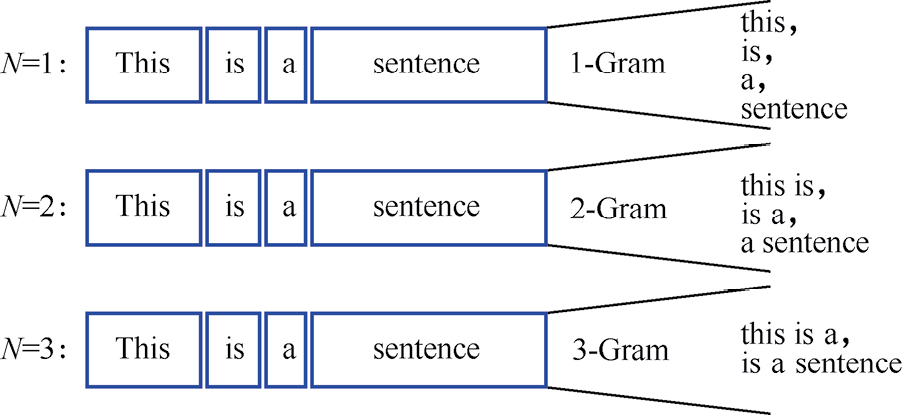 N=1: This is a sentence 1-Gram
this,
is,
a,
sentence
N=2: This is a sentence 2-Gram
this is,
is a,
a sentence
N=3: This is a sentence 3-Gram
this is a,
is a sentence